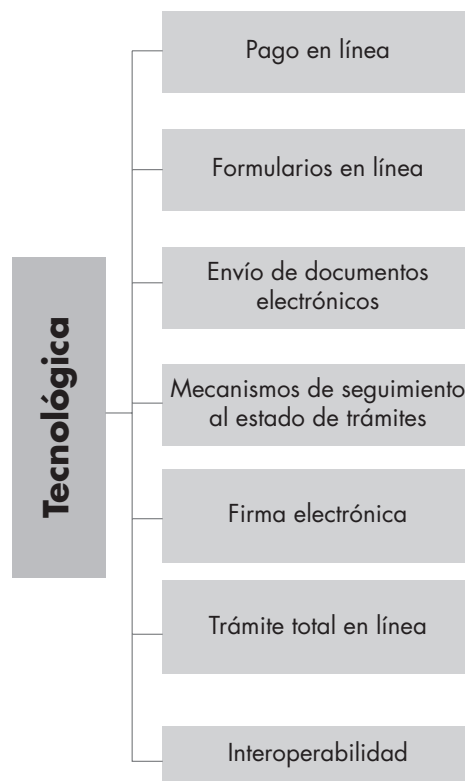 Tecnológica
Pago en línea
Formularios en línea
Envío de documentos
electrónicos
Mecanismos de seguimiento
al estado de trámites
Firma electrónica
Trámite total en línea
Interoperabilidad